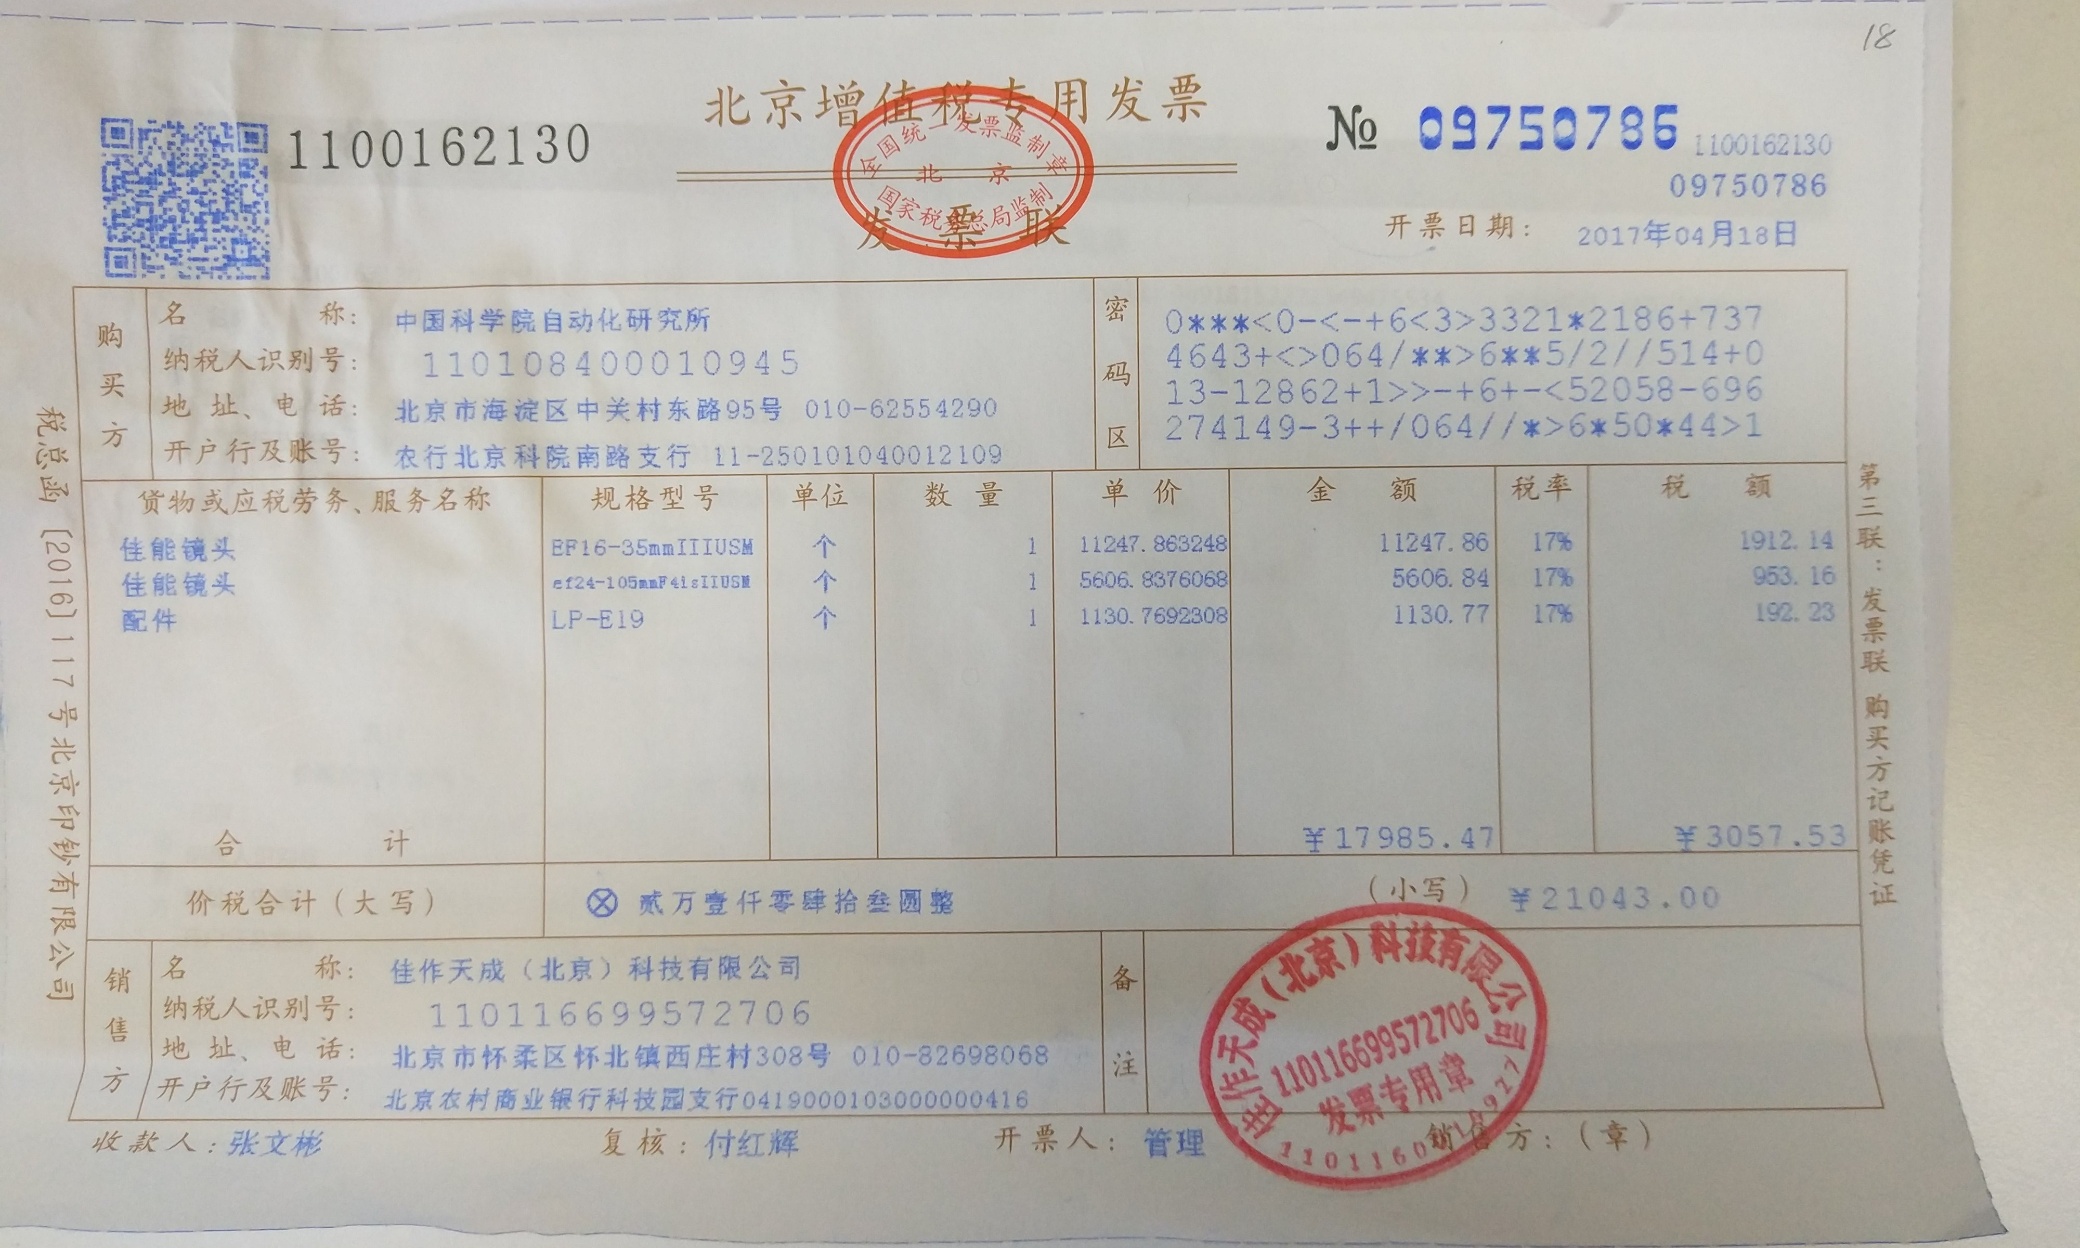 18
北京增值税专用发票
1100162130
№ 09750786
1100162130
09750786
全国统一发票监制章
北京
国家税务总局监制
发票联
开票日期: 2017年04月18日
购买方
名称: 中国科学院自动化研究所
纳税人识别号: 110108400010945
地址、电话: 北京市海淀区中关村东路95号 010-62554290
开户行及账号: 农行北京科院南路支行 11-250101040012109
密码区
0***<0-<-+6<3>3321*2186+737
4643+<>064/**>6**5/2//514+0
13-12862+1>>-+6+-<52058-696
274149-3++/064//*>6*50*44>1
货物或应税劳务、服务名称 规格型号 单位 数量 单价 金额 税率 税额
佳能镜头 EF16-35mmIIIUSM 个 1 11247.863248 11247.86 17% 1912.14
佳能镜头 ef24-105mmF4isIIUSM 个 1 5606.8376068 5606.84 17% 953.16
配件 LP-E19 个 1 1130.7692308 1130.77 17% 192.23
合计 ¥17985.47 ¥3057.53
价税合计(大写) ⊗ 贰万壹仟零肆拾叁圆整 (小写) ¥21043.00
销售方
名称: 佳作天成（北京）科技有限公司
纳税人识别号: 110116699572706
地址、电话: 北京市怀柔区怀北镇西庄村308号 010-82698068
开户行及账号: 北京农村商业银行科技园支行0419000103000000416
备注
佳作天成（北京）科技有限公司
110116699572706
发票专用章
收款人: 张文彬 复核: 付红辉 开票人: 管理 销售方: (章)
税总函[2016]117号北京印钞有限公司
第三联:发票联 购买方记账凭证